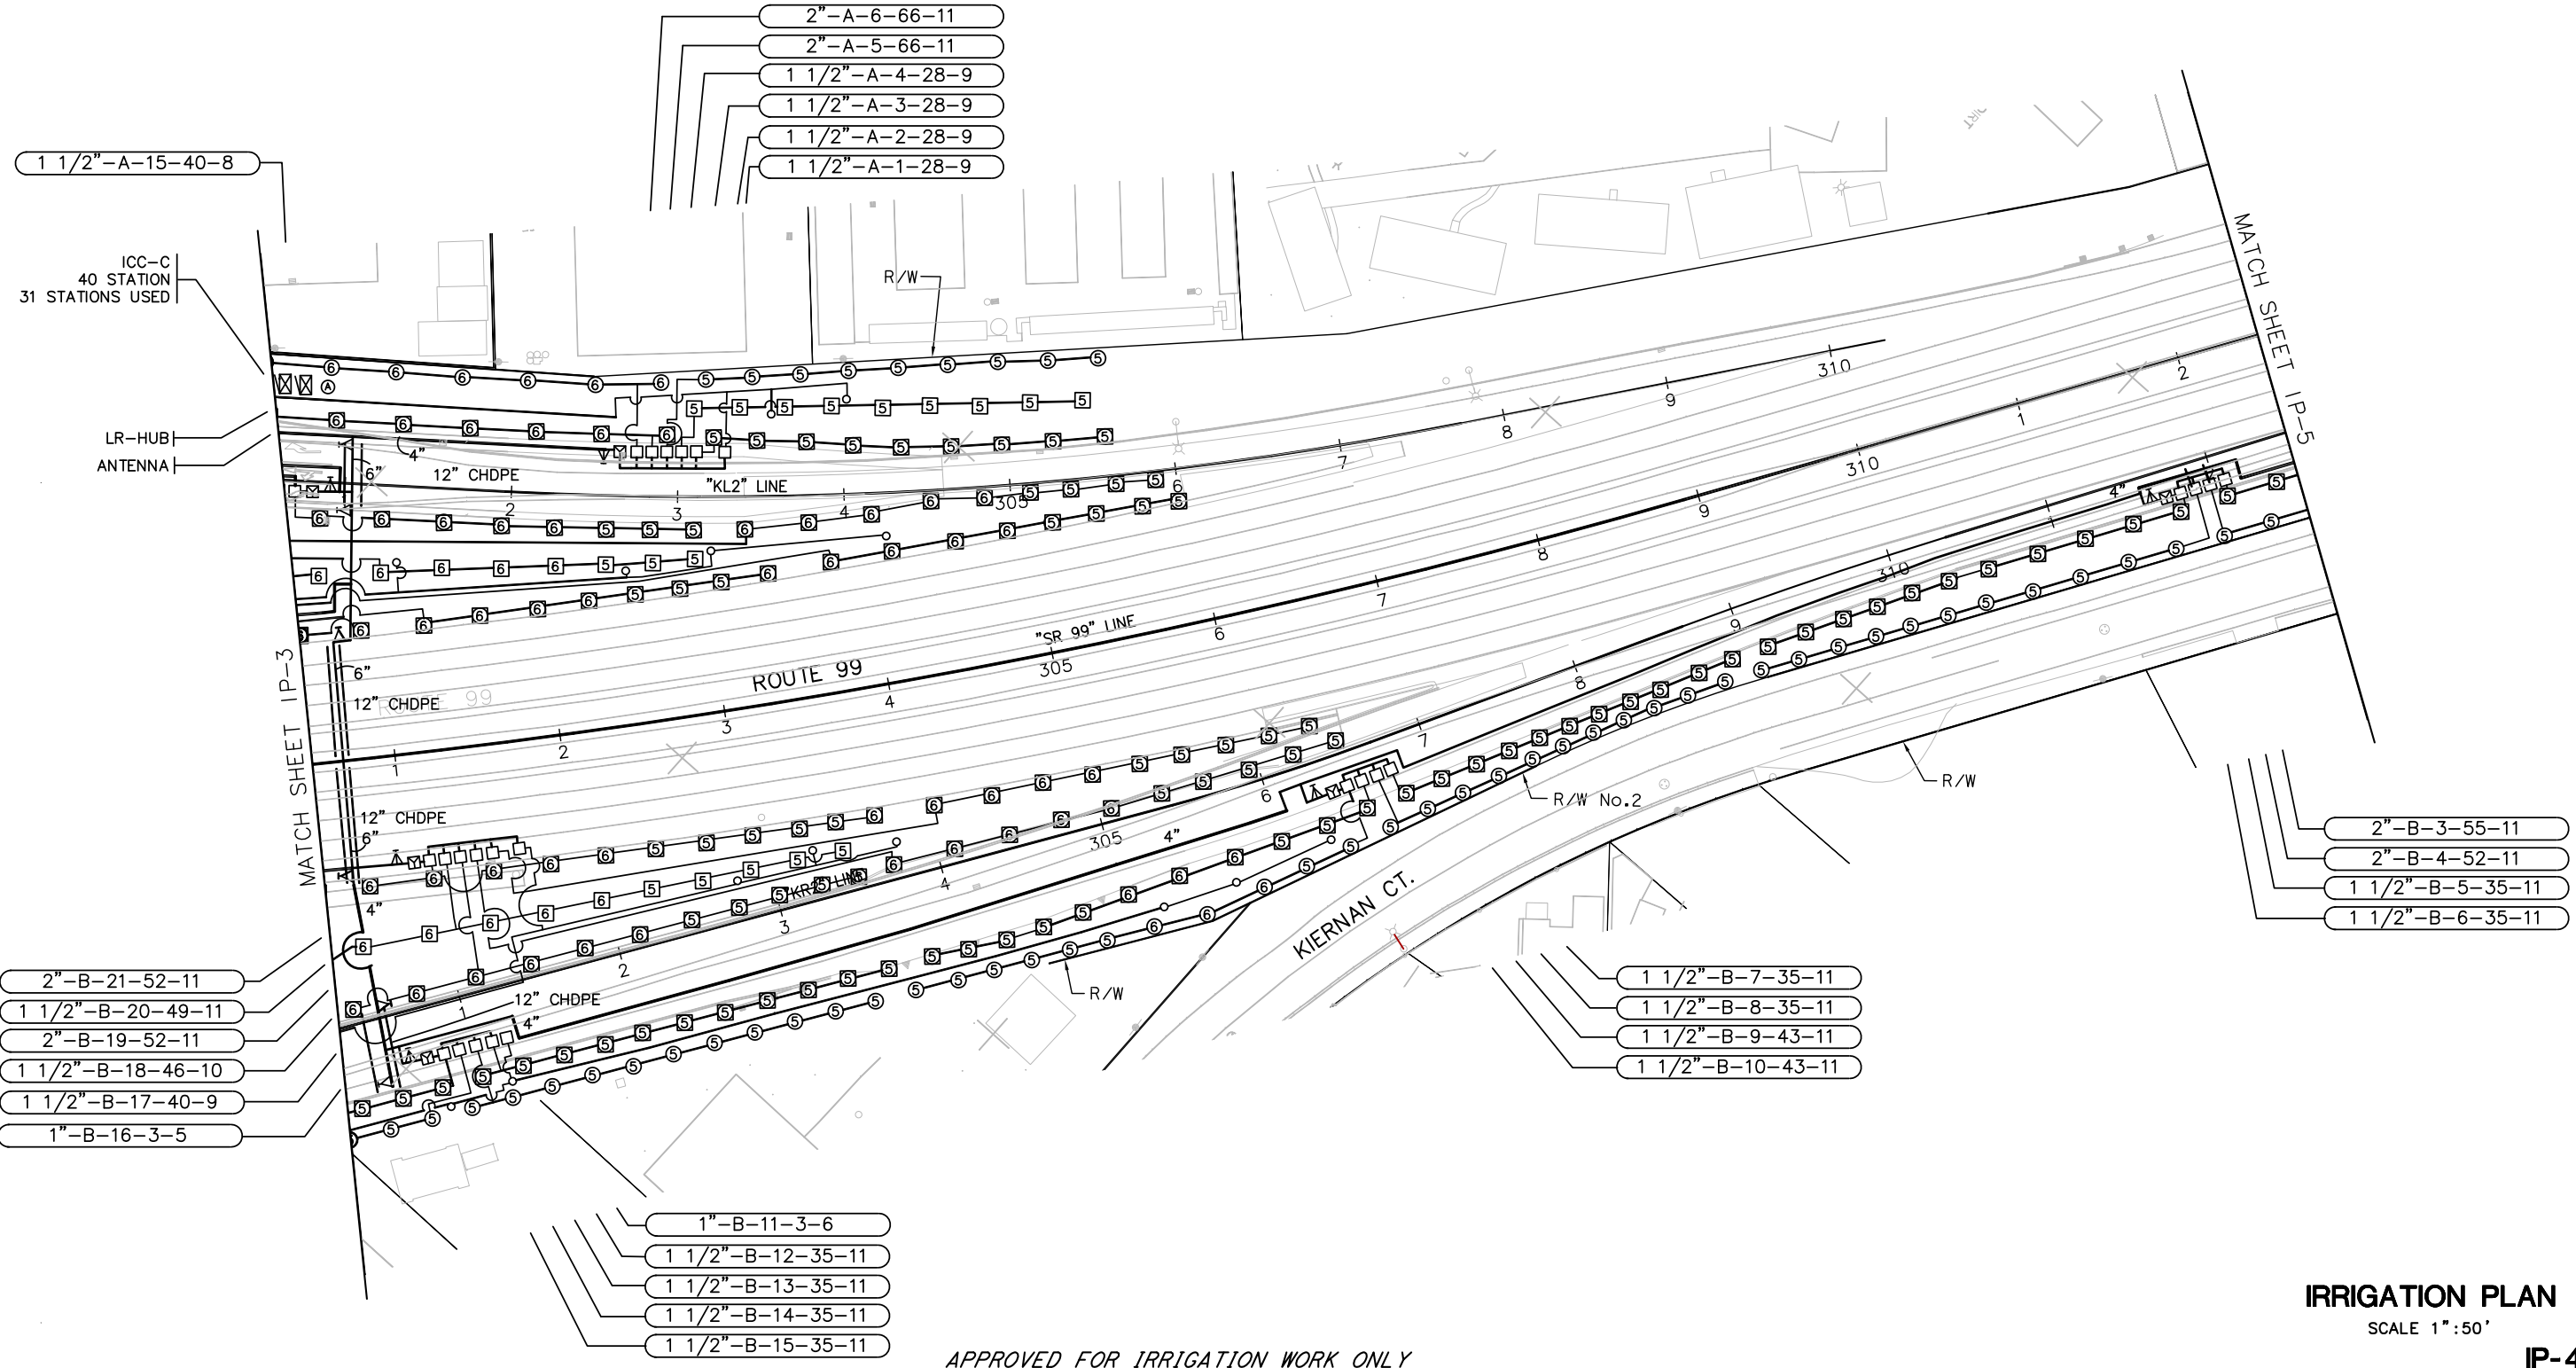 2"-A-6-66-11
2"-A-5-66-11
1 1/2"-A-4-28-9
1 1/2"-A-3-28-9
1 1/2"-A-2-28-9
1 1/2"-A-1-28-9
1 1/2"-A-15-40-8
DIRT
ICC-C
40 STATION
31 STATIONS USED
R/W
MATCH SHEET IP-5
LR-HUB
ANTENNA
4"
6"
12" CHDPE
"KL2" LINE
2
3
4
305
6
7
8
9
310
"SR 99" LINE
ROUTE 99
1
2
3
4
305
6
7
8
9
310
1
2
MATCH SHEET IP-3
6"
12" CHDPE
ROUTE 99
12" CHDPE
6"
4"
"KR2" LINE
1
2
3
4
305
6
7
8
9
310
1
4"
4"
12" CHDPE
4"
R/W
R/W No.2
R/W
KIERNAN CT.
2"-B-3-55-11
2"-B-4-52-11
1 1/2"-B-5-35-11
1 1/2"-B-6-35-11
1 1/2"-B-7-35-11
1 1/2"-B-8-35-11
1 1/2"-B-9-43-11
1 1/2"-B-10-43-11
2"-B-21-52-11
1 1/2"-B-20-49-11
2"-B-19-52-11
1 1/2"-B-18-46-10
1 1/2"-B-17-40-9
1"-B-16-3-5
1"-B-11-3-6
1 1/2"-B-12-35-11
1 1/2"-B-13-35-11
1 1/2"-B-14-35-11
1 1/2"-B-15-35-11
APPROVED FOR IRRIGATION WORK ONLY
IRRIGATION PLAN
SCALE 1":50'
IP-4